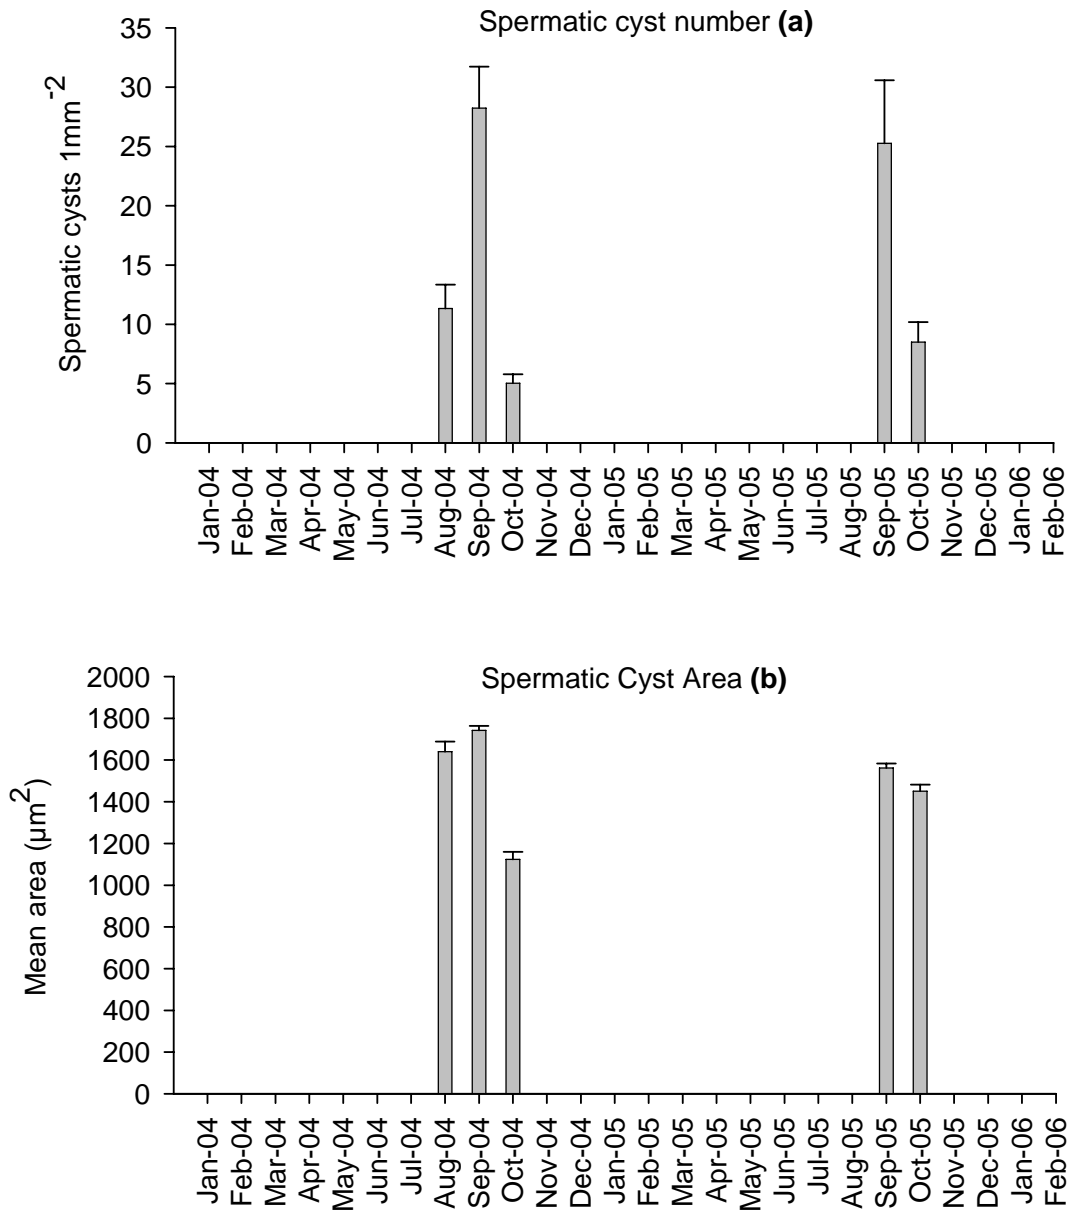 Spermatic cyst number (a)
Spermatic cysts 1mm-2
35
30
25
20
15
10
5
0
Jan-04
Feb-04
Mar-04
Apr-04
May-04
Jun-04
Jul-04
Aug-04
Sep-04
Oct-04
Nov-04
Dec-04
Jan-05
Feb-05
Mar-05
Apr-05
May-05
Jun-05
Jul-05
Aug-05
Sep-05
Oct-05
Nov-05
Dec-05
Jan-06
Feb-06
Spermatic Cyst Area (b)
Mean area (µm2)
2000
1800
1600
1400
1200
1000
800
600
400
200
0
Jan-04
Feb-04
Mar-04
Apr-04
May-04
Jun-04
Jul-04
Aug-04
Sep-04
Oct-04
Nov-04
Dec-04
Jan-05
Feb-05
Mar-05
Apr-05
May-05
Jun-05
Jul-05
Aug-05
Sep-05
Oct-05
Nov-05
Dec-05
Jan-06
Feb-06